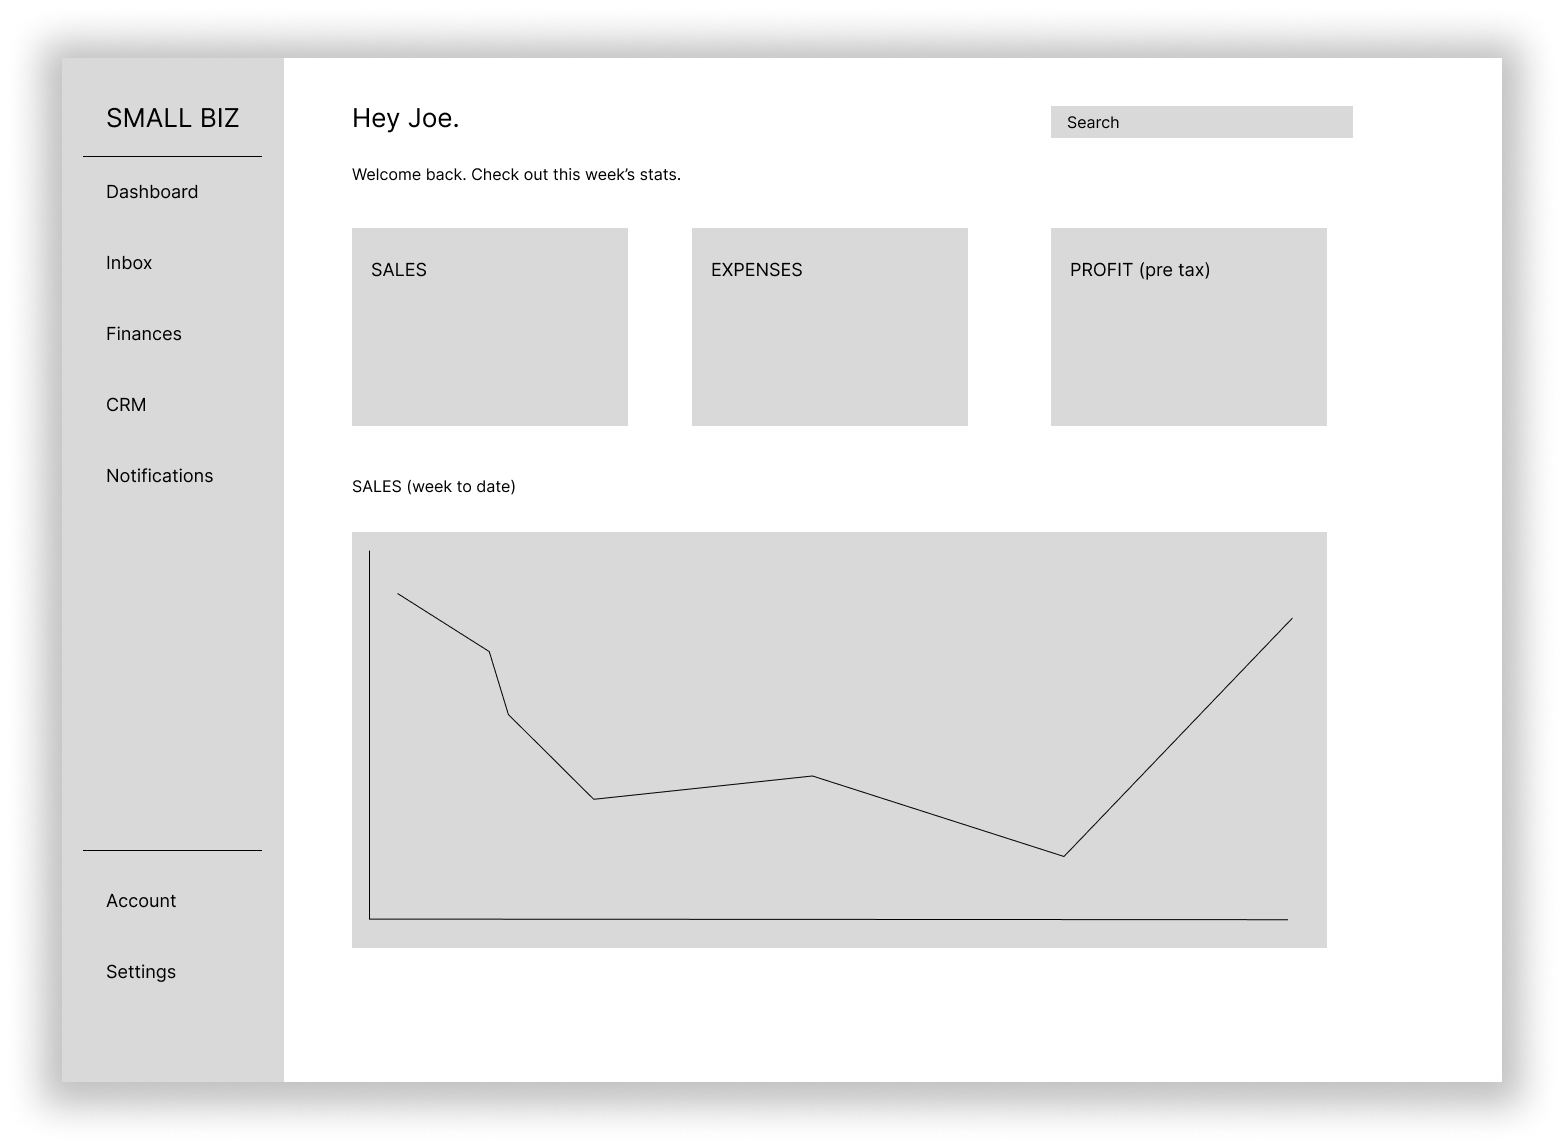 SMALL BIZ
Dashboard
Inbox
Finances
CRM
Notifications
Account
Settings
Hey Joe.
Search
Welcome back. Check out this week’s stats.
SALES
EXPENSES
PROFIT (pre tax)
SALES (week to date)